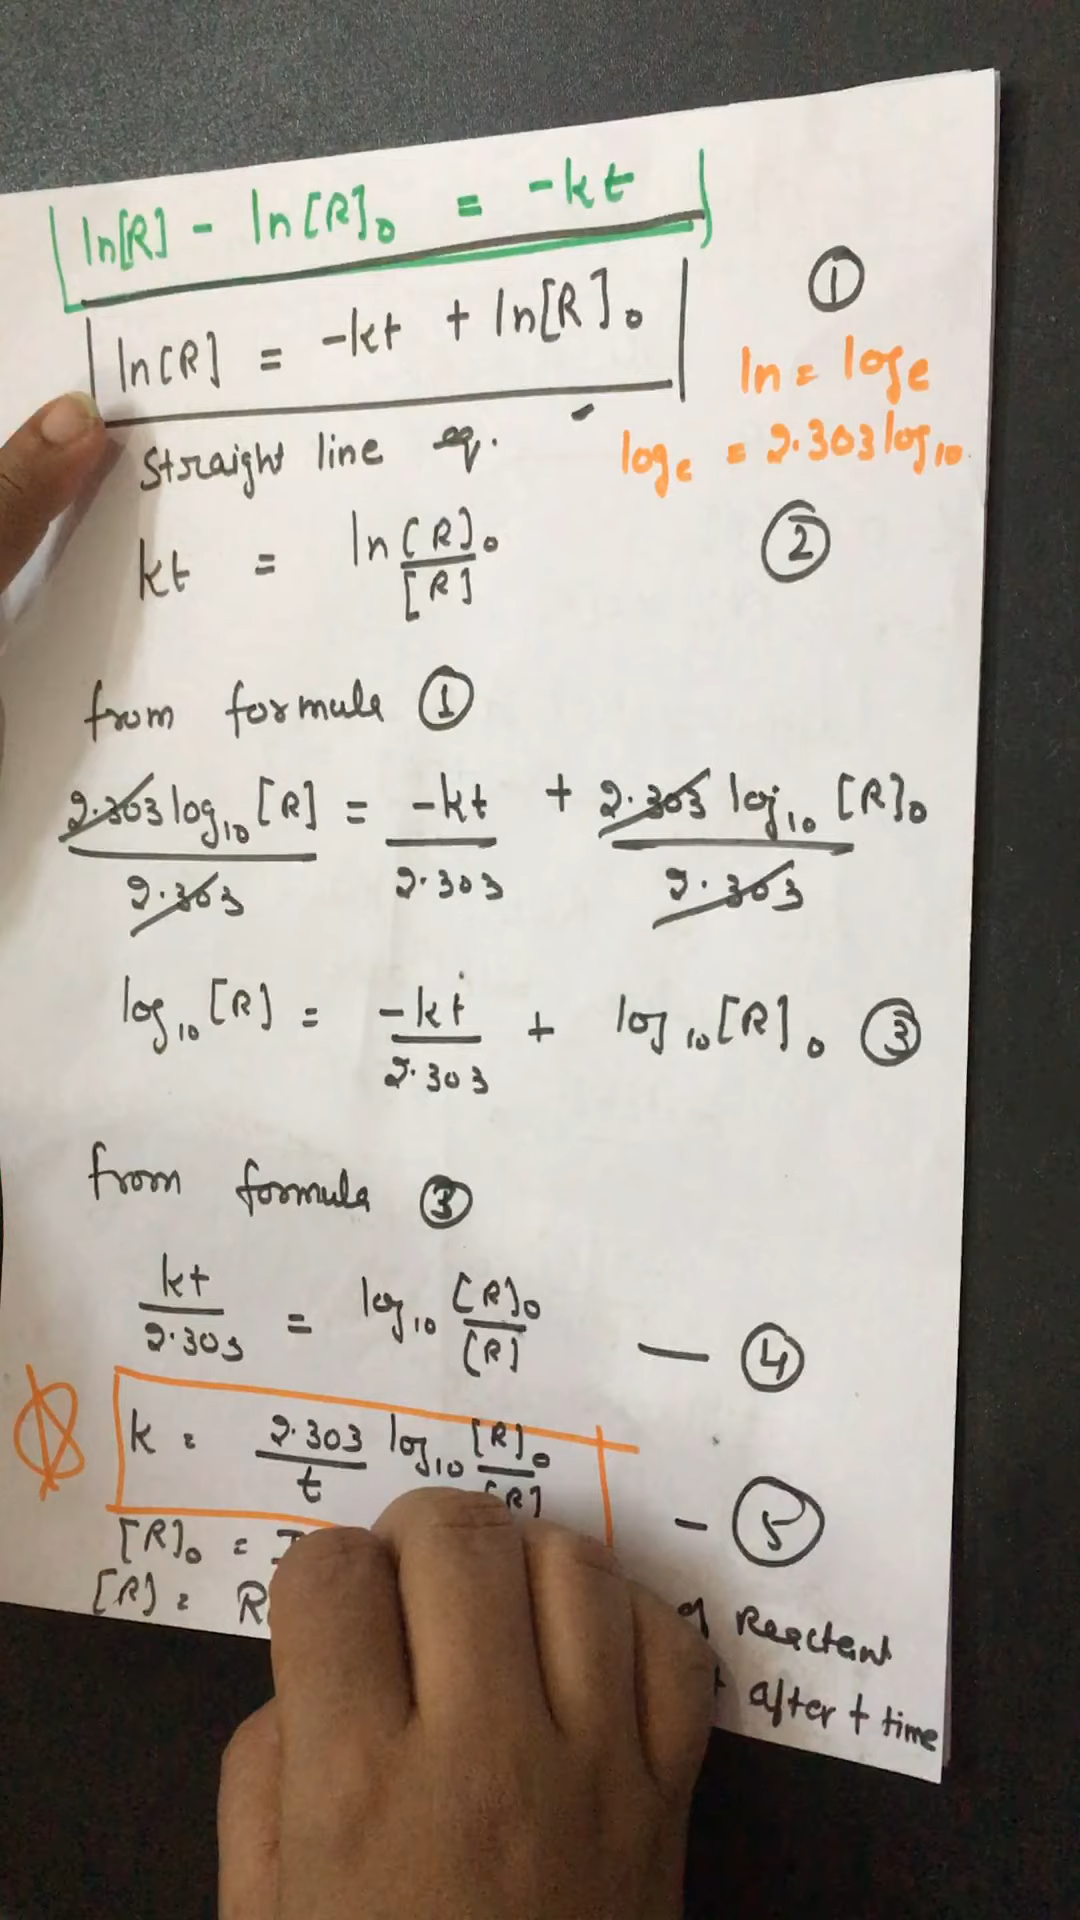 ln[R] - ln[R]₀ = -kt
ln[R] = -kt + ln[R]₀ ①
ln = logₑ
Straight line eq.
logₑ = 2.303 log₁₀
kt = ln [R]₀/[R] ②
from formula ①
2.303 log₁₀ [R]/2.303 = -kt/2.303 + 2.303 log₁₀ [R]₀/2.303
log₁₀ [R] = -kt/2.303 + log₁₀ [R]₀ ③
from formula ③
kt/2.303 = log₁₀ [R]₀/[R] — ④
k = 2.303/t log₁₀ [R]₀/[R] - ⑤
[R]₀ = of Reactant
[R] = after t time